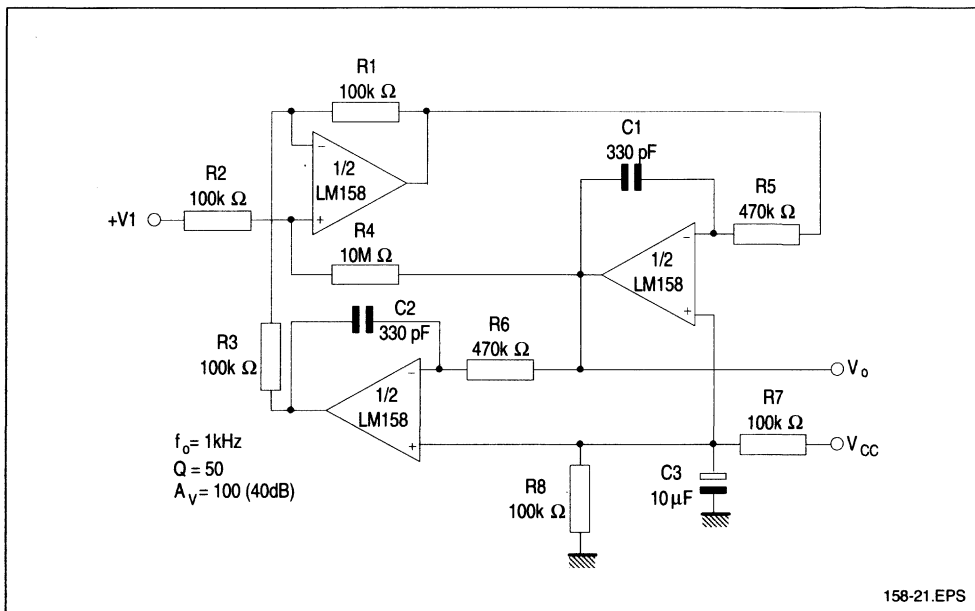 R1
100k Ω
C1
330 pF
1/2
LM158
R2
100k Ω
R5
470k Ω
+V1
R4
10M Ω
1/2
LM158
C2
330 pF
R6
470k Ω
R3
100k Ω
1/2
LM158
Vo
R7
100k Ω
VCC
fo = 1kHz
Q = 50
AV = 100 (40dB)
R8
100k Ω
C3
10 µF
- 
+
-
+
-
+
158-21.EPS